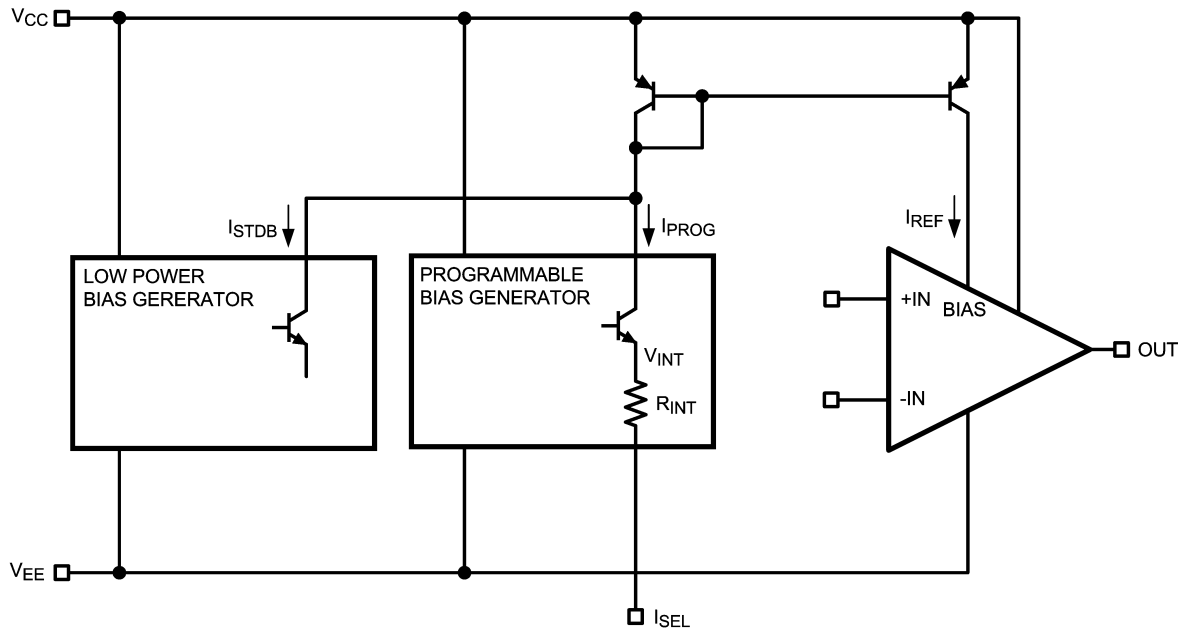 VCC
ISTDB
IPROG
IREF
LOW POWER
BIAS GERERATOR
PROGRAMMABLE
BIAS GENERATOR
VINT
RINT
+IN
BIAS
-IN
OUT
VEE
ISEL